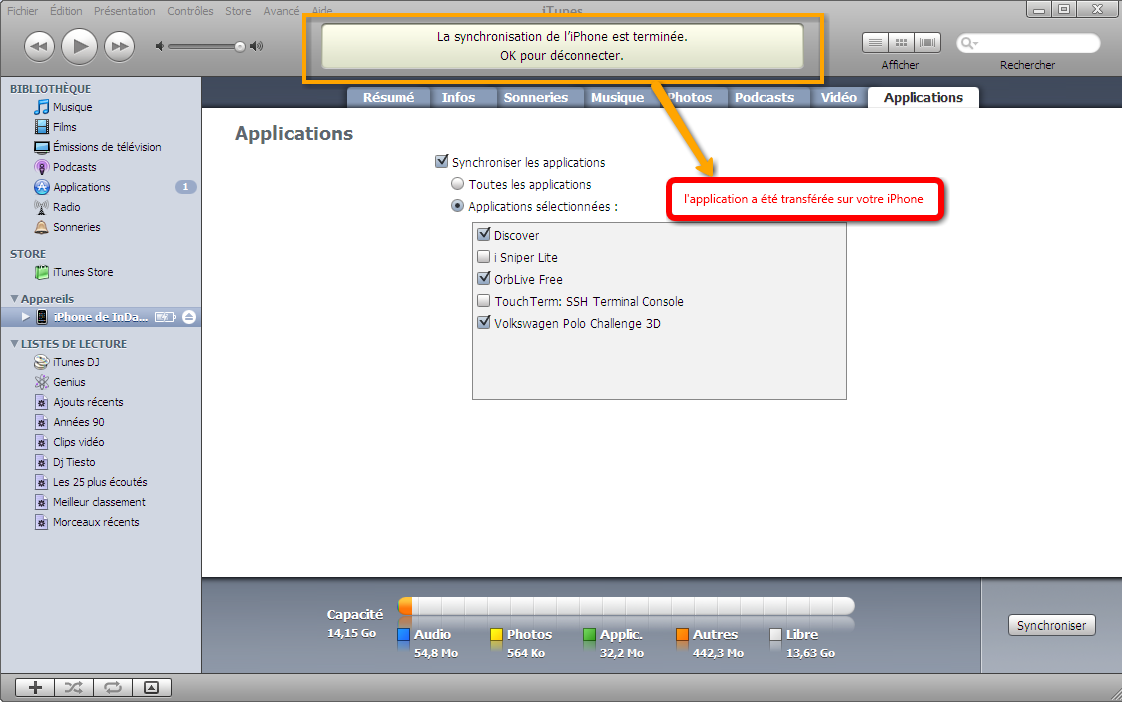 Fichier Édition Présentation Contrôles Store Avancé Aide
iTunes
La synchronisation de l'iPhone est terminée.
OK pour déconnecter.
Afficher
Rechercher
BIBLIOTHÈQUE
Musique
Films
Émissions de télévision
Podcasts
Applications 1
Radio
Sonneries
STORE
iTunes Store
Appareils
iPhone de InDa...
LISTES DE LECTURE
iTunes DJ
Genius
Ajouts récents
Années 90
Clips vidéo
Dj Tiesto
Les 25 plus écoutés
Meilleur classement
Morceaux récents
Résumé Infos Sonneries Musique Photos Podcasts Vidéo Applications
Applications
Synchroniser les applications
Toutes les applications
Applications sélectionnées :
l'application a été transférée sur votre iPhone
Discover
i Sniper Lite
OrbLive Free
TouchTerm: SSH Terminal Console
Volkswagen Polo Challenge 3D
Capacité
14,15 Go
Audio
54,8 Mo
Photos
564 Ko
Applic.
32,2 Mo
Autres
442,3 Mo
Libre
13,63 Go
Synchroniser